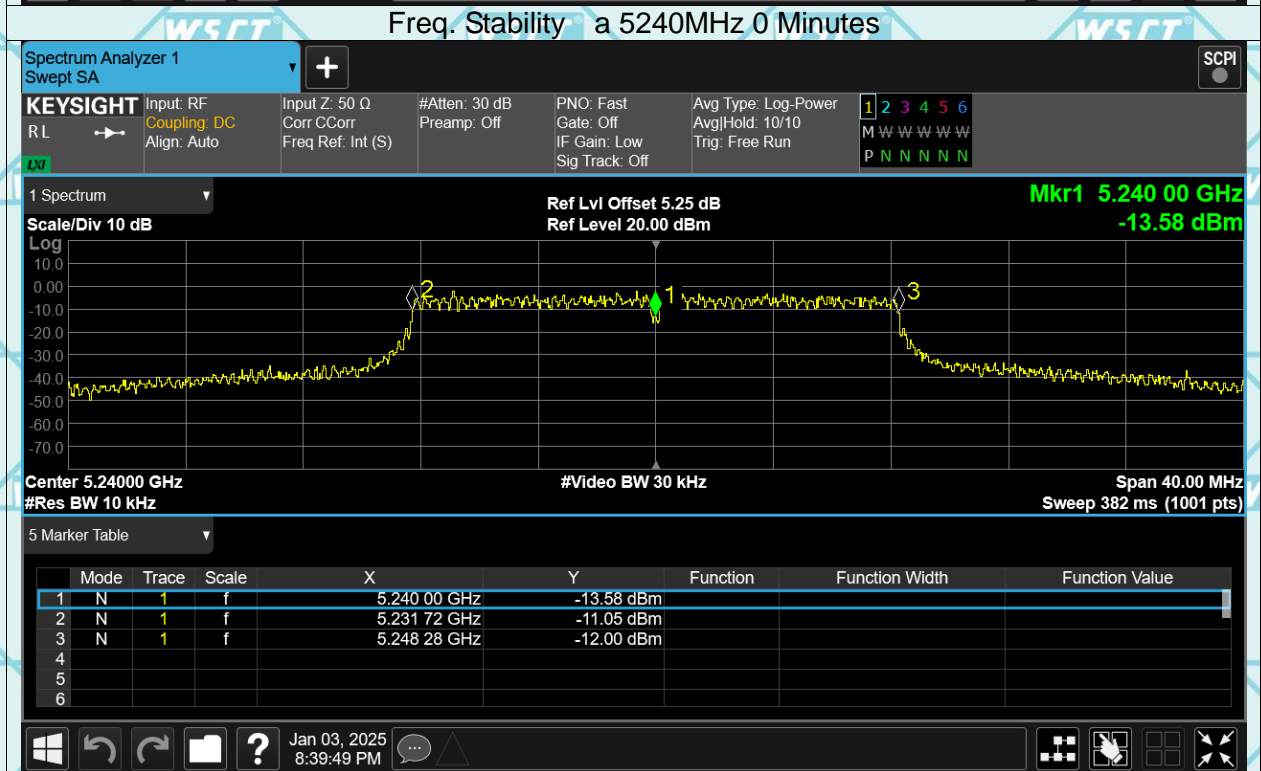 WSCT® WSCT®
Freq. Stability a 5240MHz 0 Minutes
Spectrum Analyzer 1
Swept SA
SCPI
KEYSIGHT Input: RF Input Z: 50 Ω #Atten: 30 dB PNO: Fast Avg Type: Log-Power 1 2 3 4 5 6
R L Coupling: DC Corr CCorr Preamp: Off Gate: Off Avg|Hold: 10/10 M W W W W W
Align: Auto Freq Ref: Int (S) IF Gain: Low Trig: Free Run P N N N N N
LXI Sig Track: Off
1 Spectrum Ref Lvl Offset 5.25 dB Mkr1 5.240 00 GHz
Scale/Div 10 dB Ref Level 20.00 dBm -13.58 dBm
Log
10.0
0.00
2 1 3
-10.0
-20.0
-30.0
-40.0
-50.0
-60.0
-70.0
Center 5.24000 GHz #Video BW 30 kHz Span 40.00 MHz
#Res BW 10 kHz Sweep 382 ms (1001 pts)
5 Marker Table
Mode Trace Scale X Y Function Function Width Function Value
1 N 1 f 5.240 00 GHz -13.58 dBm
2 N 1 f 5.231 72 GHz -11.05 dBm
3 N 1 f 5.248 28 GHz -12.00 dBm
4
5
6
? Jan 03, 2025
8:39:49 PM